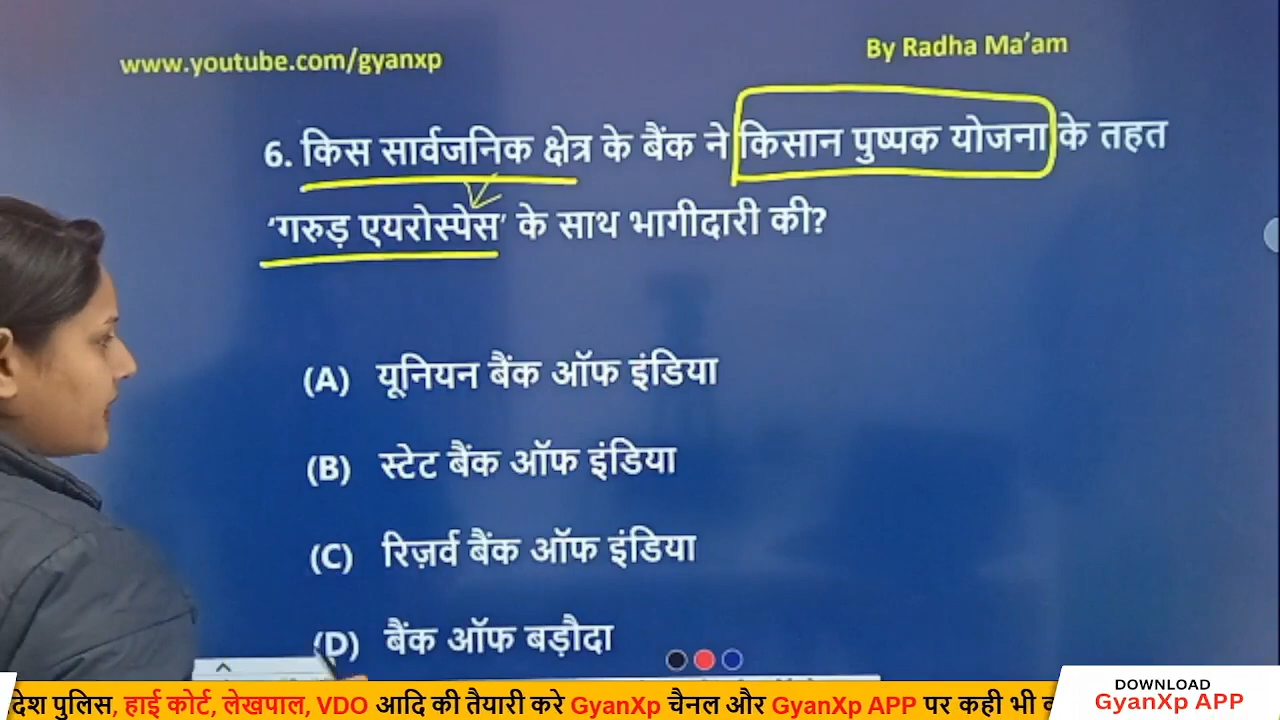 www.youtube.com/gyanxp
By Radha Ma’am
6. किस सार्वजनिक क्षेत्र के बैंक ने किसान पुष्पक योजना के तहत
‘गरुड़ एयरोस्पेस’ के साथ भागीदारी की?
(A) यूनियन बैंक ऑफ इंडिया
(B) स्टेट बैंक ऑफ इंडिया
(C) रिज़र्व बैंक ऑफ इंडिया
(D) बैंक ऑफ बड़ौदा
पुलिस, हाई कोर्ट, लेखपाल, VDO आदि की तैयारी करे GyanXp चैनल और GyanXp APP पर कही भी
DOWNLOAD
GyanXp APP